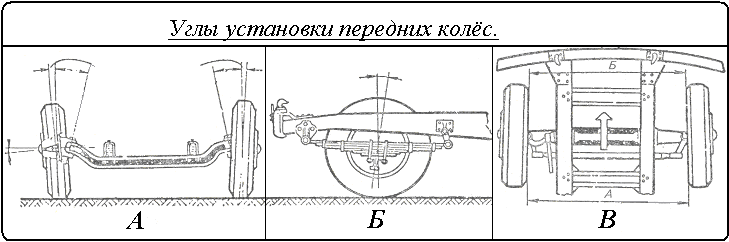 Углы установки передних колёс.
Б
А
А Б В